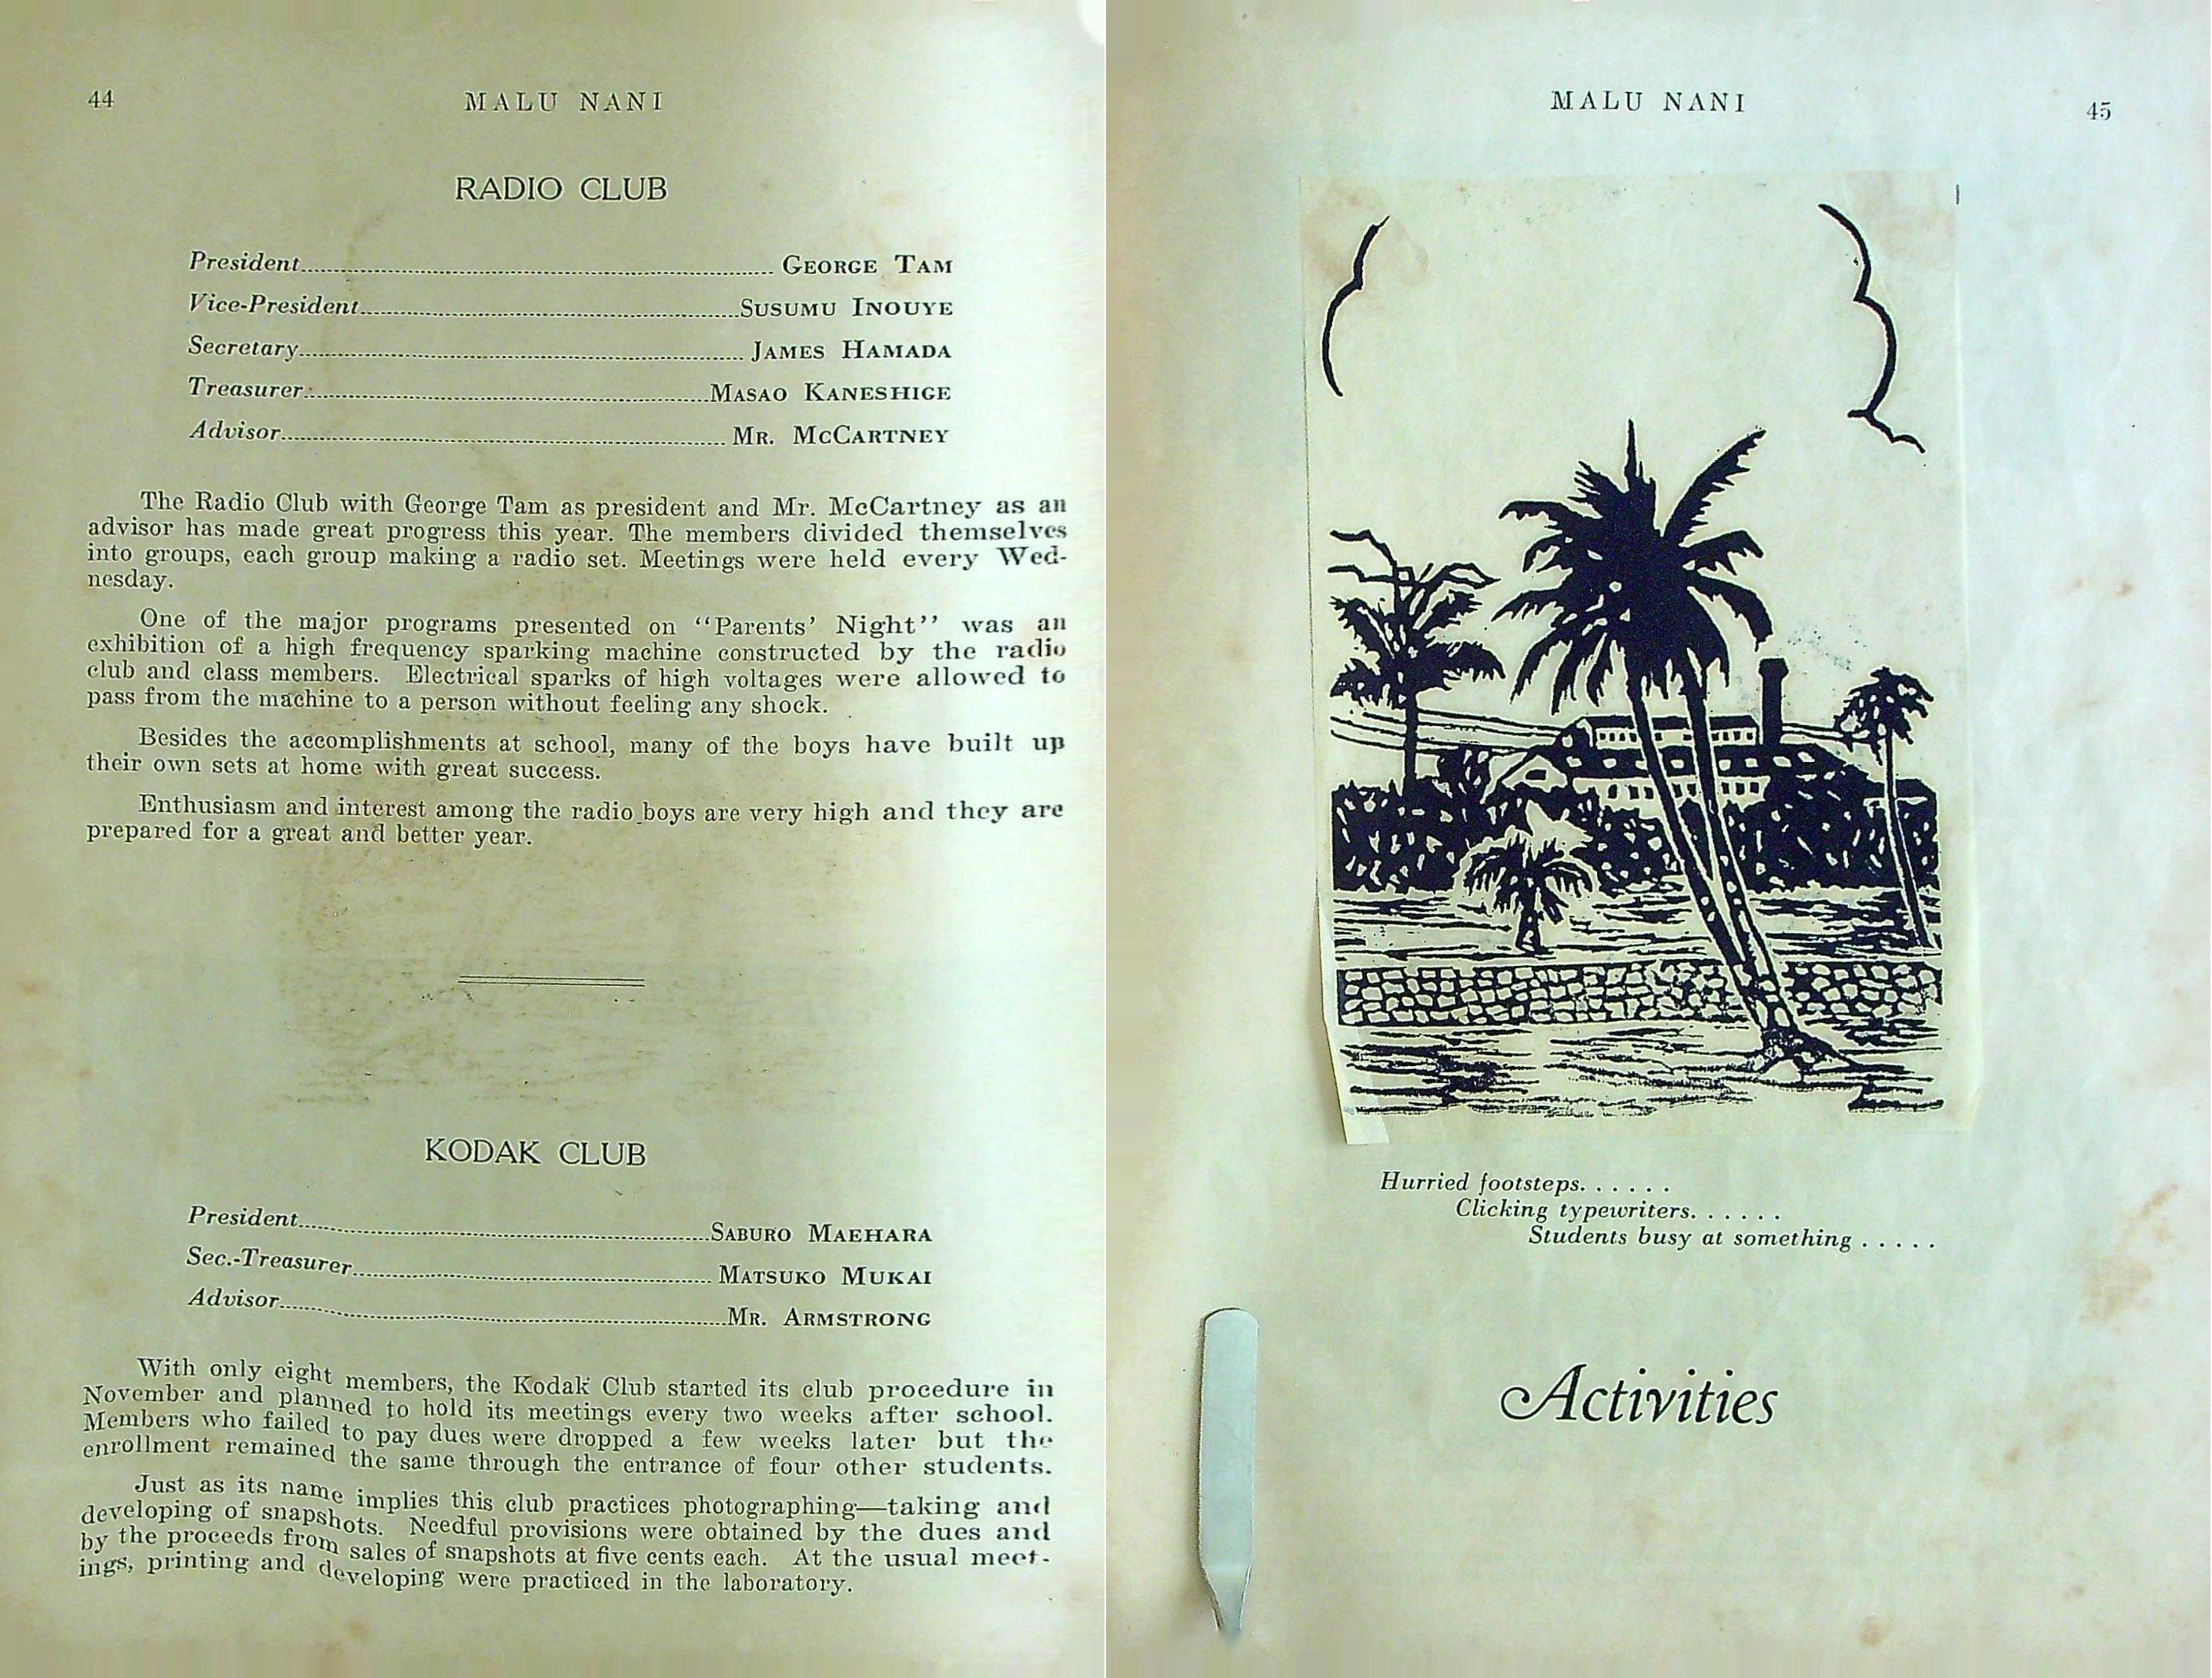 44
MALU NANI
RADIO CLUB
President........ GEORGE TAM
Vice-President........SUSUMU INOUYE
Secretary........ JAMES HAMADA
Treasurer........MASAO KANESHIGE
Advisor........ MR. MCCARTNEY
The Radio Club with George Tam as president and Mr. McCartney as an
advisor has made great progress this year. The members divided themselves
into groups, each group making a radio set. Meetings were held every Wed-
nesday.
One of the major programs presented on "Parents' Night" was an
exhibition of a high frequency sparking machine constructed by the radio
club and class members. Electrical sparks of high voltages were allowed to
pass from the machine to a person without feeling any shock.
Besides the accomplishments at school, many of the boys have built up
their own sets at home with great success.
Enthusiasm and interest among the radio boys are very high and they are
prepared for a great and better year.
KODAK CLUB
President........SABURO MAEHARA
Sec.-Treasurer........ MATSUKO MUKAI
Advisor........MR. ARMSTRONG
With only eight members, the Kodak Club started its club procedure in
November and planned to hold its meetings every two weeks after school.
Members who failed to pay dues were dropped a few weeks later but the
enrollment remained the same through the entrance of four other students.
Just as its name implies this club practices photographing—taking and
developing of snapshots. Needful provisions were obtained by the dues and
by the proceeds from sales of snapshots at five cents each. At the usual meet-
ings, printing and developing were practiced in the laboratory.
MALU NANI
45
Hurried footsteps. . . . . .
Clicking typewriters. . . . . .
Students busy at something . . . . .
Activities